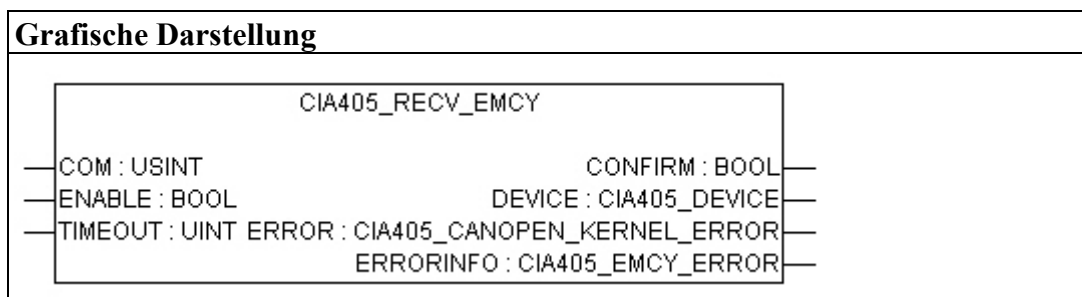 Grafische Darstellung
CIA405_RECV_EMCY
COM : USINT CONFIRM : BOOL
ENABLE : BOOL DEVICE : CIA405_DEVICE
TIMEOUT : UINT ERROR : CIA405_CANOPEN_KERNEL_ERROR
ERRORINFO : CIA405_EMCY_ERROR